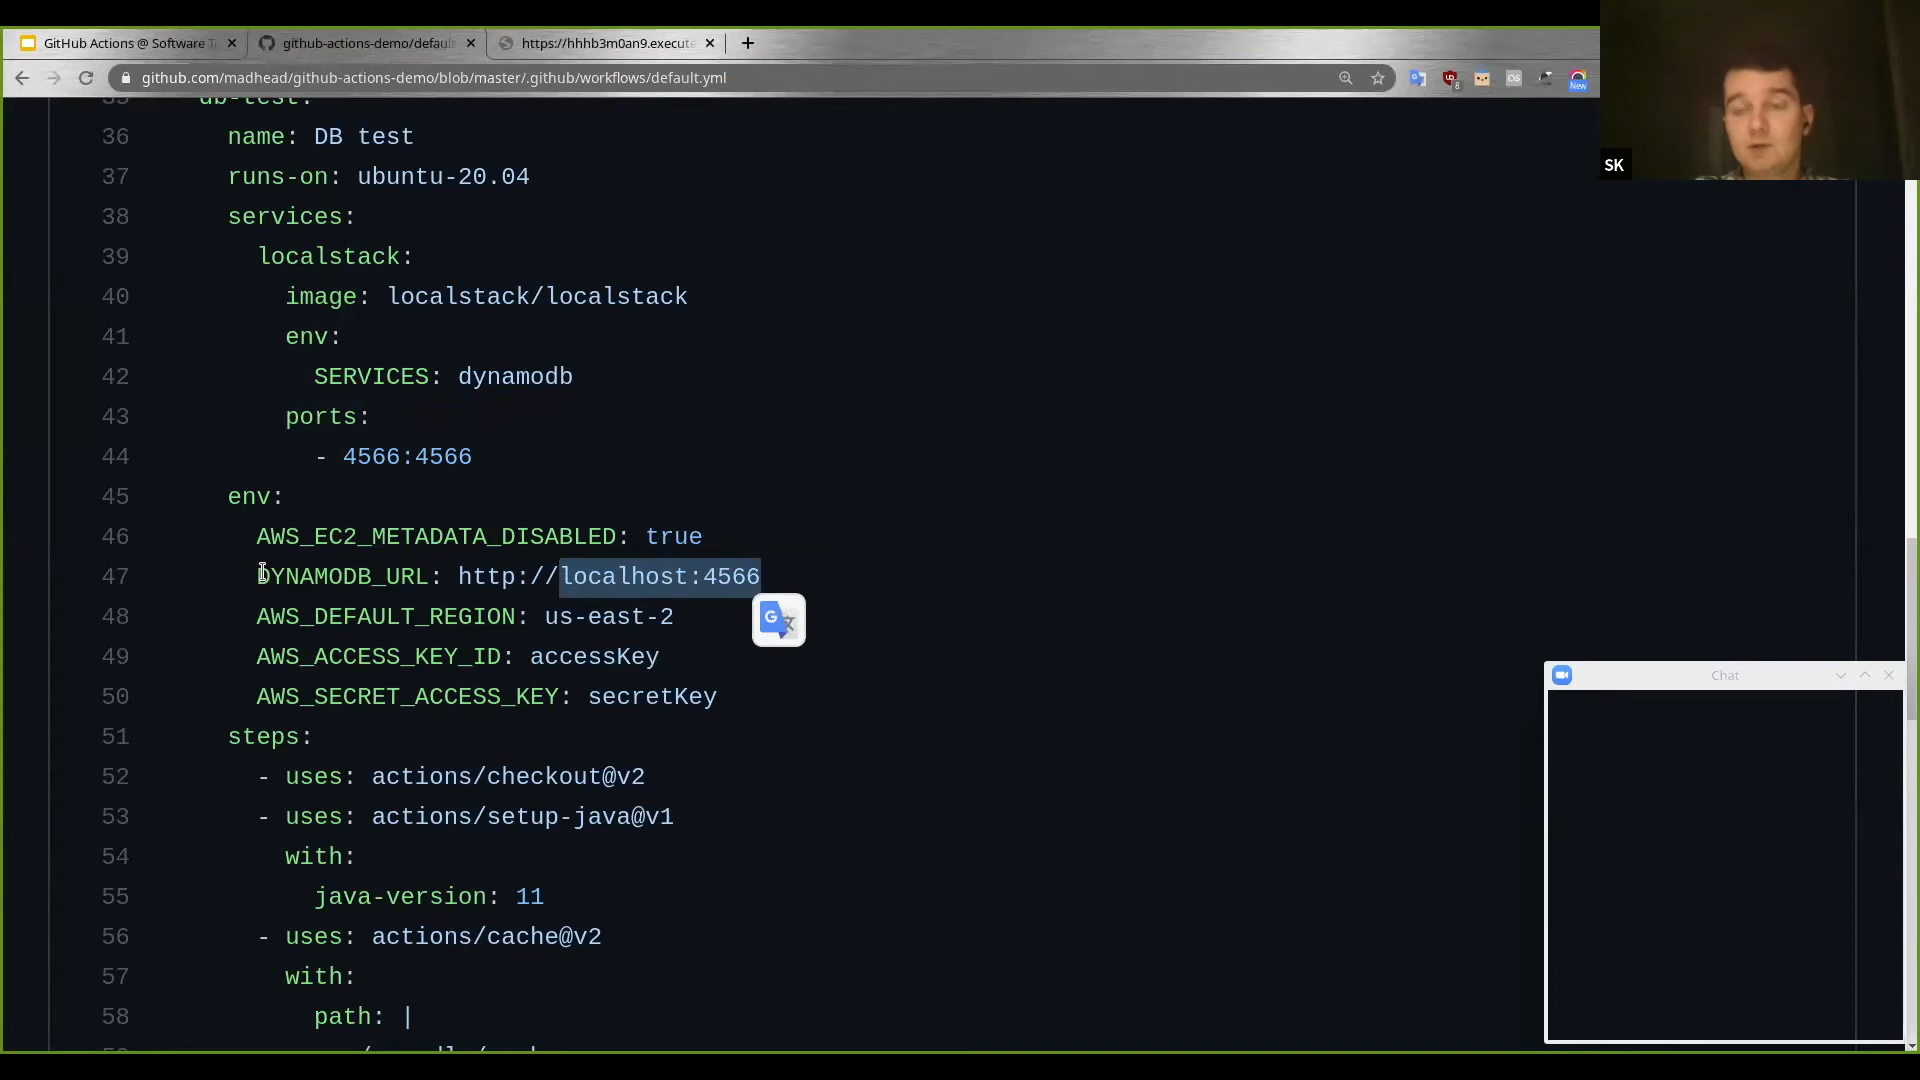 GitHub Actions @ Software T
github-actions-demo/defaul
https://hhhb3m0an9.execute
github.com/madhead/github-actions-demo/blob/master/.github/workflows/default.yml
8
New
SK
db-test:
36 name: DB test
37 runs-on: ubuntu-20.04
38 services:
39 localstack:
40 image: localstack/localstack
41 env:
42 SERVICES: dynamodb
43 ports:
44 - 4566:4566
45 env:
46 AWS_EC2_METADATA_DISABLED: true
47 DYNAMODB_URL: http://localhost:4566
48 AWS_DEFAULT_REGION: us-east-2
49 AWS_ACCESS_KEY_ID: accessKey
50 AWS_SECRET_ACCESS_KEY: secretKey
51 steps:
52 - uses: actions/checkout@v2
53 - uses: actions/setup-java@v1
54 with:
55 java-version: 11
56 - uses: actions/cache@v2
57 with:
58 path: |
Chat